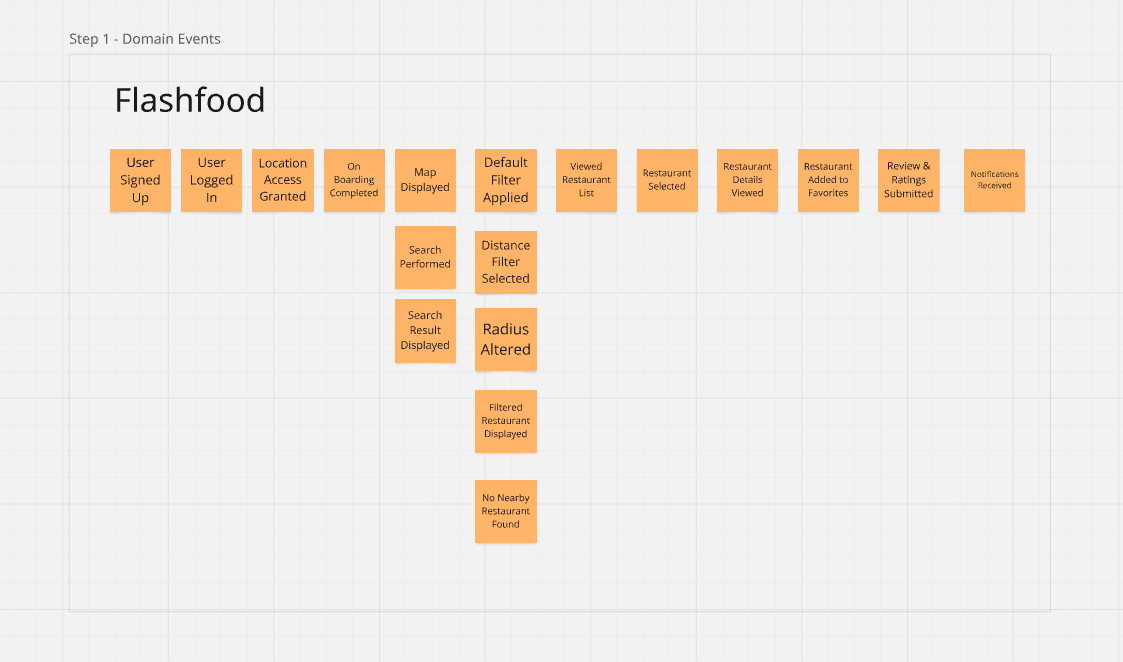 Step 1 - Domain Events
Flashfood
User
Signed
Up
User
Logged
In
Location
Access
Granted
On
Boarding
Completed
Map
Displayed
Default
Filter
Applied
Viewed
Restaurant
List
Restaurant
Selected
Restaurant
Details
Viewed
Restaurant
Added to
Favorites
Review &
Ratings
Submitted
Notifications
Received
Search
Performed
Distance
Filter
Selected
Search
Result
Displayed
Radius
Altered
Filtered
Restaurant
Displayed
No Nearby
Restaurant
Found